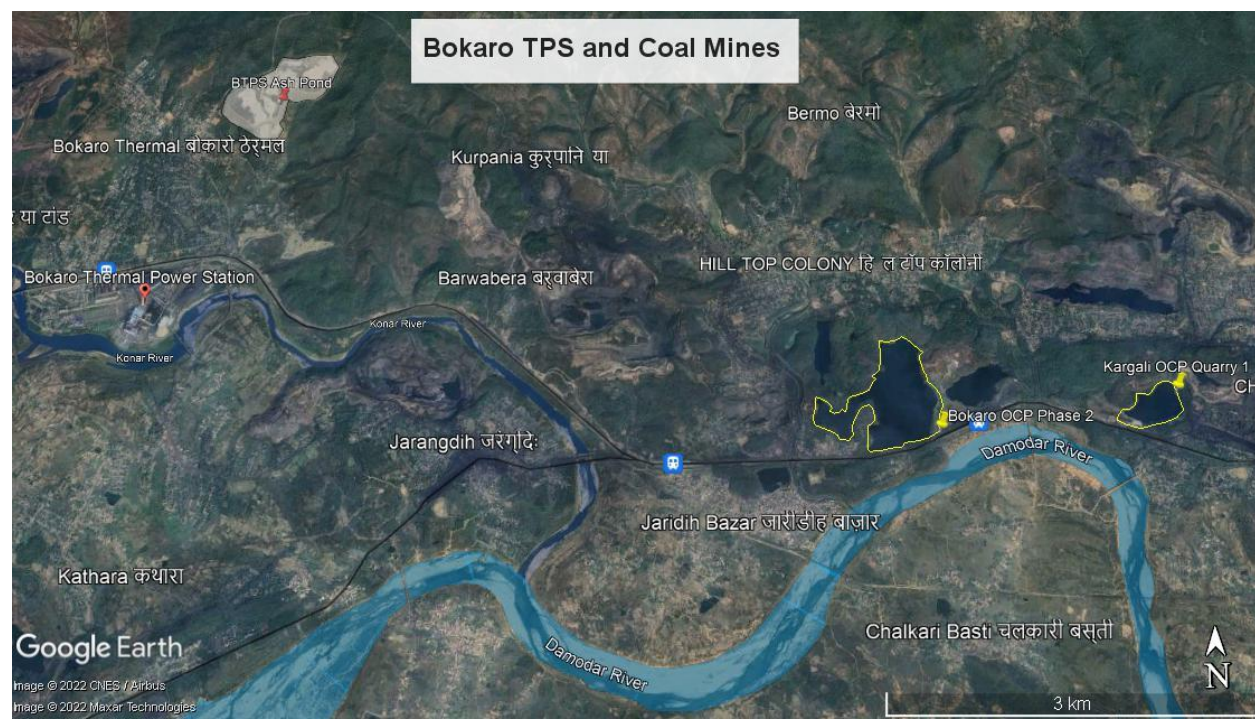 Bokaro TPS and Coal Mines
BTPS Ash Pond
Bermo बेरमो
Bokaro Thermal बोकारो ठेर्मल
Kurpania कुर्पानि या
या टांड
HILL TOP COLONY हि ल टॉप कॉलोनी
Bokaro Thermal Power Station
Barwabera बर्वाबेरा
Konar River
Konar River
Kargali OCP Quarry 1
CH
Bokaro OCP Phase 2
Jarangdih जरंग्दिः
Damodar River
Jaridih Bazar जारीडीह बाज़ार
Kathara कथारा
Chalkari Basti चलकारी बस्ती
Google Earth
Damodar River
N
Image © 2022 CNES / Airbus
Image © 2022 Maxar Technologies
3 km